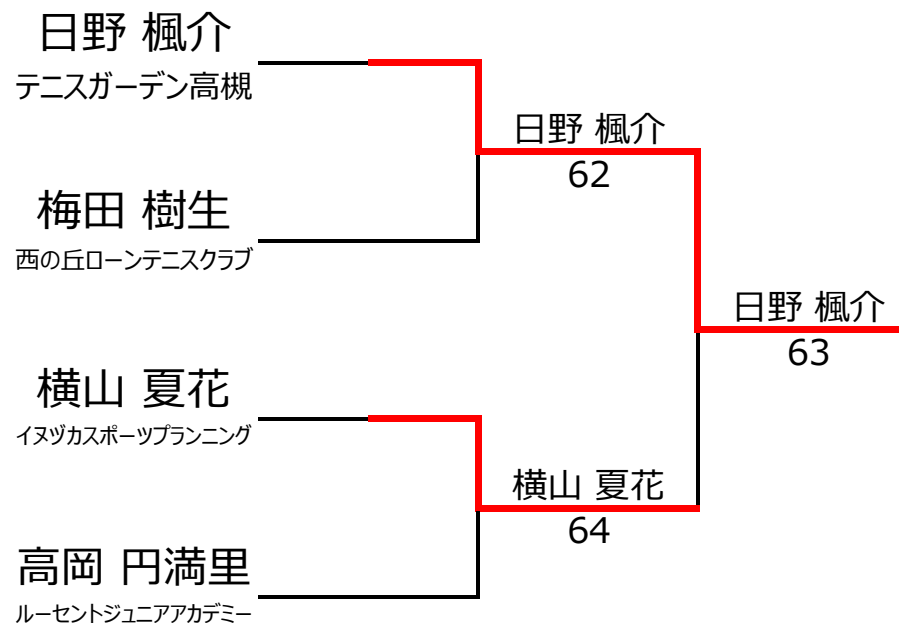 日野 楓介
テニスガーデン高槻
日野 楓介
62
梅田 樹生
西の丘ローンテニスクラブ
日野 楓介
63
横山 夏花
イヌヅカスポーツプランニング
横山 夏花
64
高岡 円満里
ルーセントジュニアアカデミー